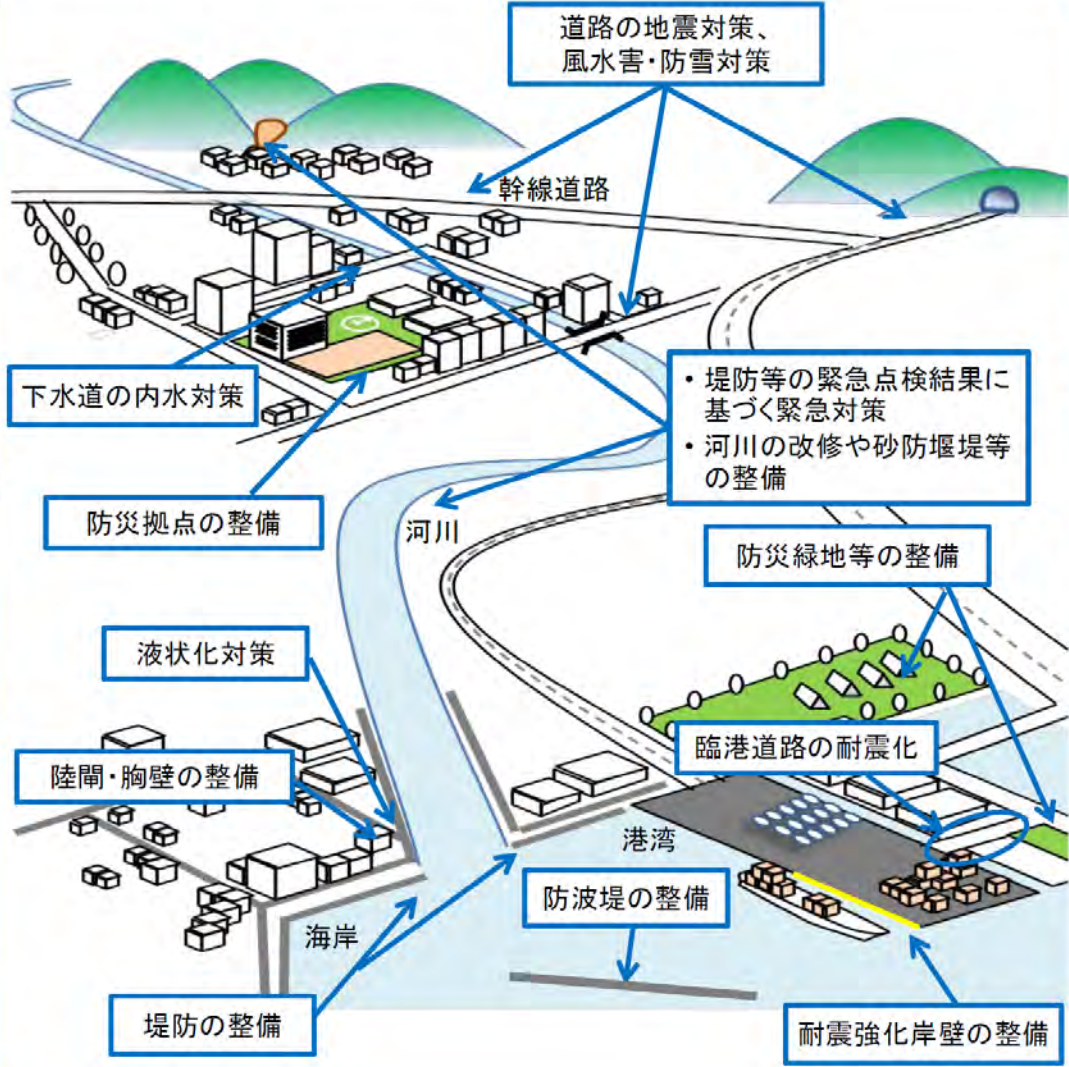 道路の地震対策、
風水害・防雪対策
幹線道路
下水道の内水対策
・堤防等の緊急点検結果に
基づく緊急対策
・河川の改修や砂防堰堤等
の整備
防災拠点の整備
河川
防災緑地等の整備
液状化対策
臨港道路の耐震化
陸閘・胸壁の整備
港湾
防波堤の整備
海岸
堤防の整備
耐震強化岸壁の整備